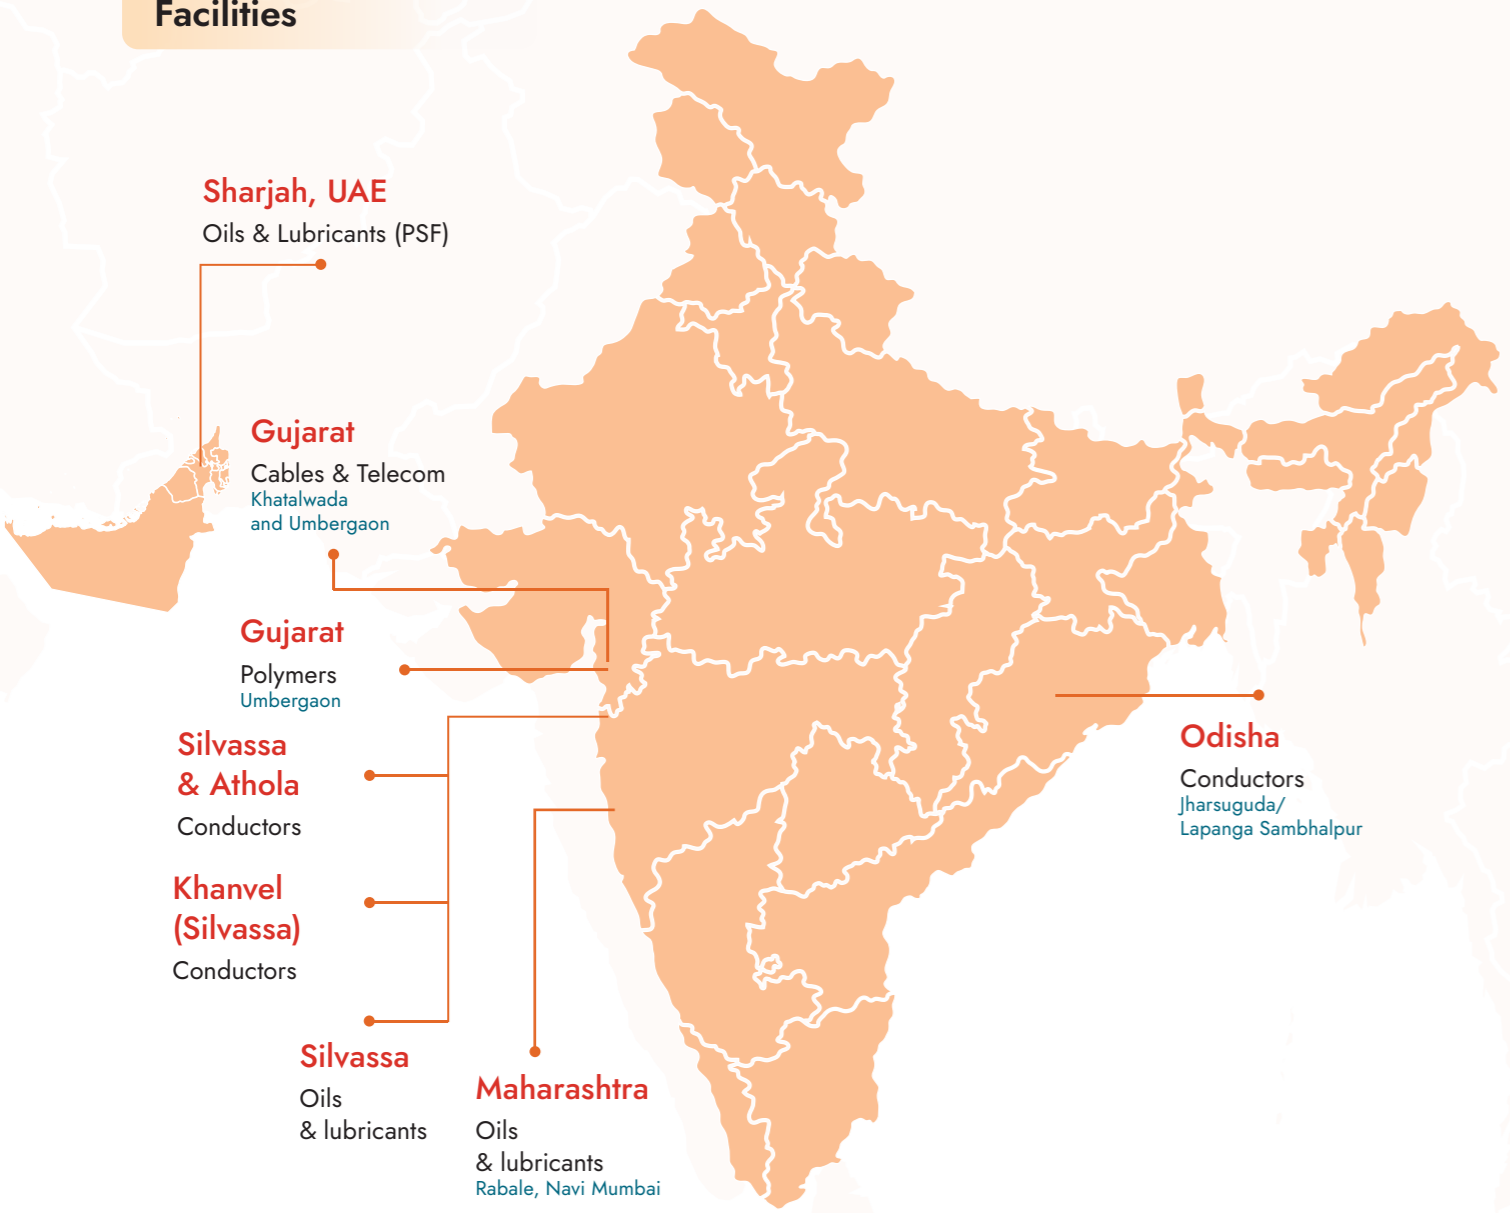 Facilities
Sharjah, UAE
Oils & Lubricants (PSF)
Gujarat
Cables & Telecom
Khatalwada
and Umbergaon
Gujarat
Polymers
Umbergaon
Silvassa
& Athola
Conductors
Khanvel
(Silvassa)
Conductors
Silvassa
Oils
& lubricants
Maharashtra
Oils
& lubricants
Rabale, Navi Mumbai
Odisha
Conductors
Jharsuguda/
Lapanga Sambhalpur